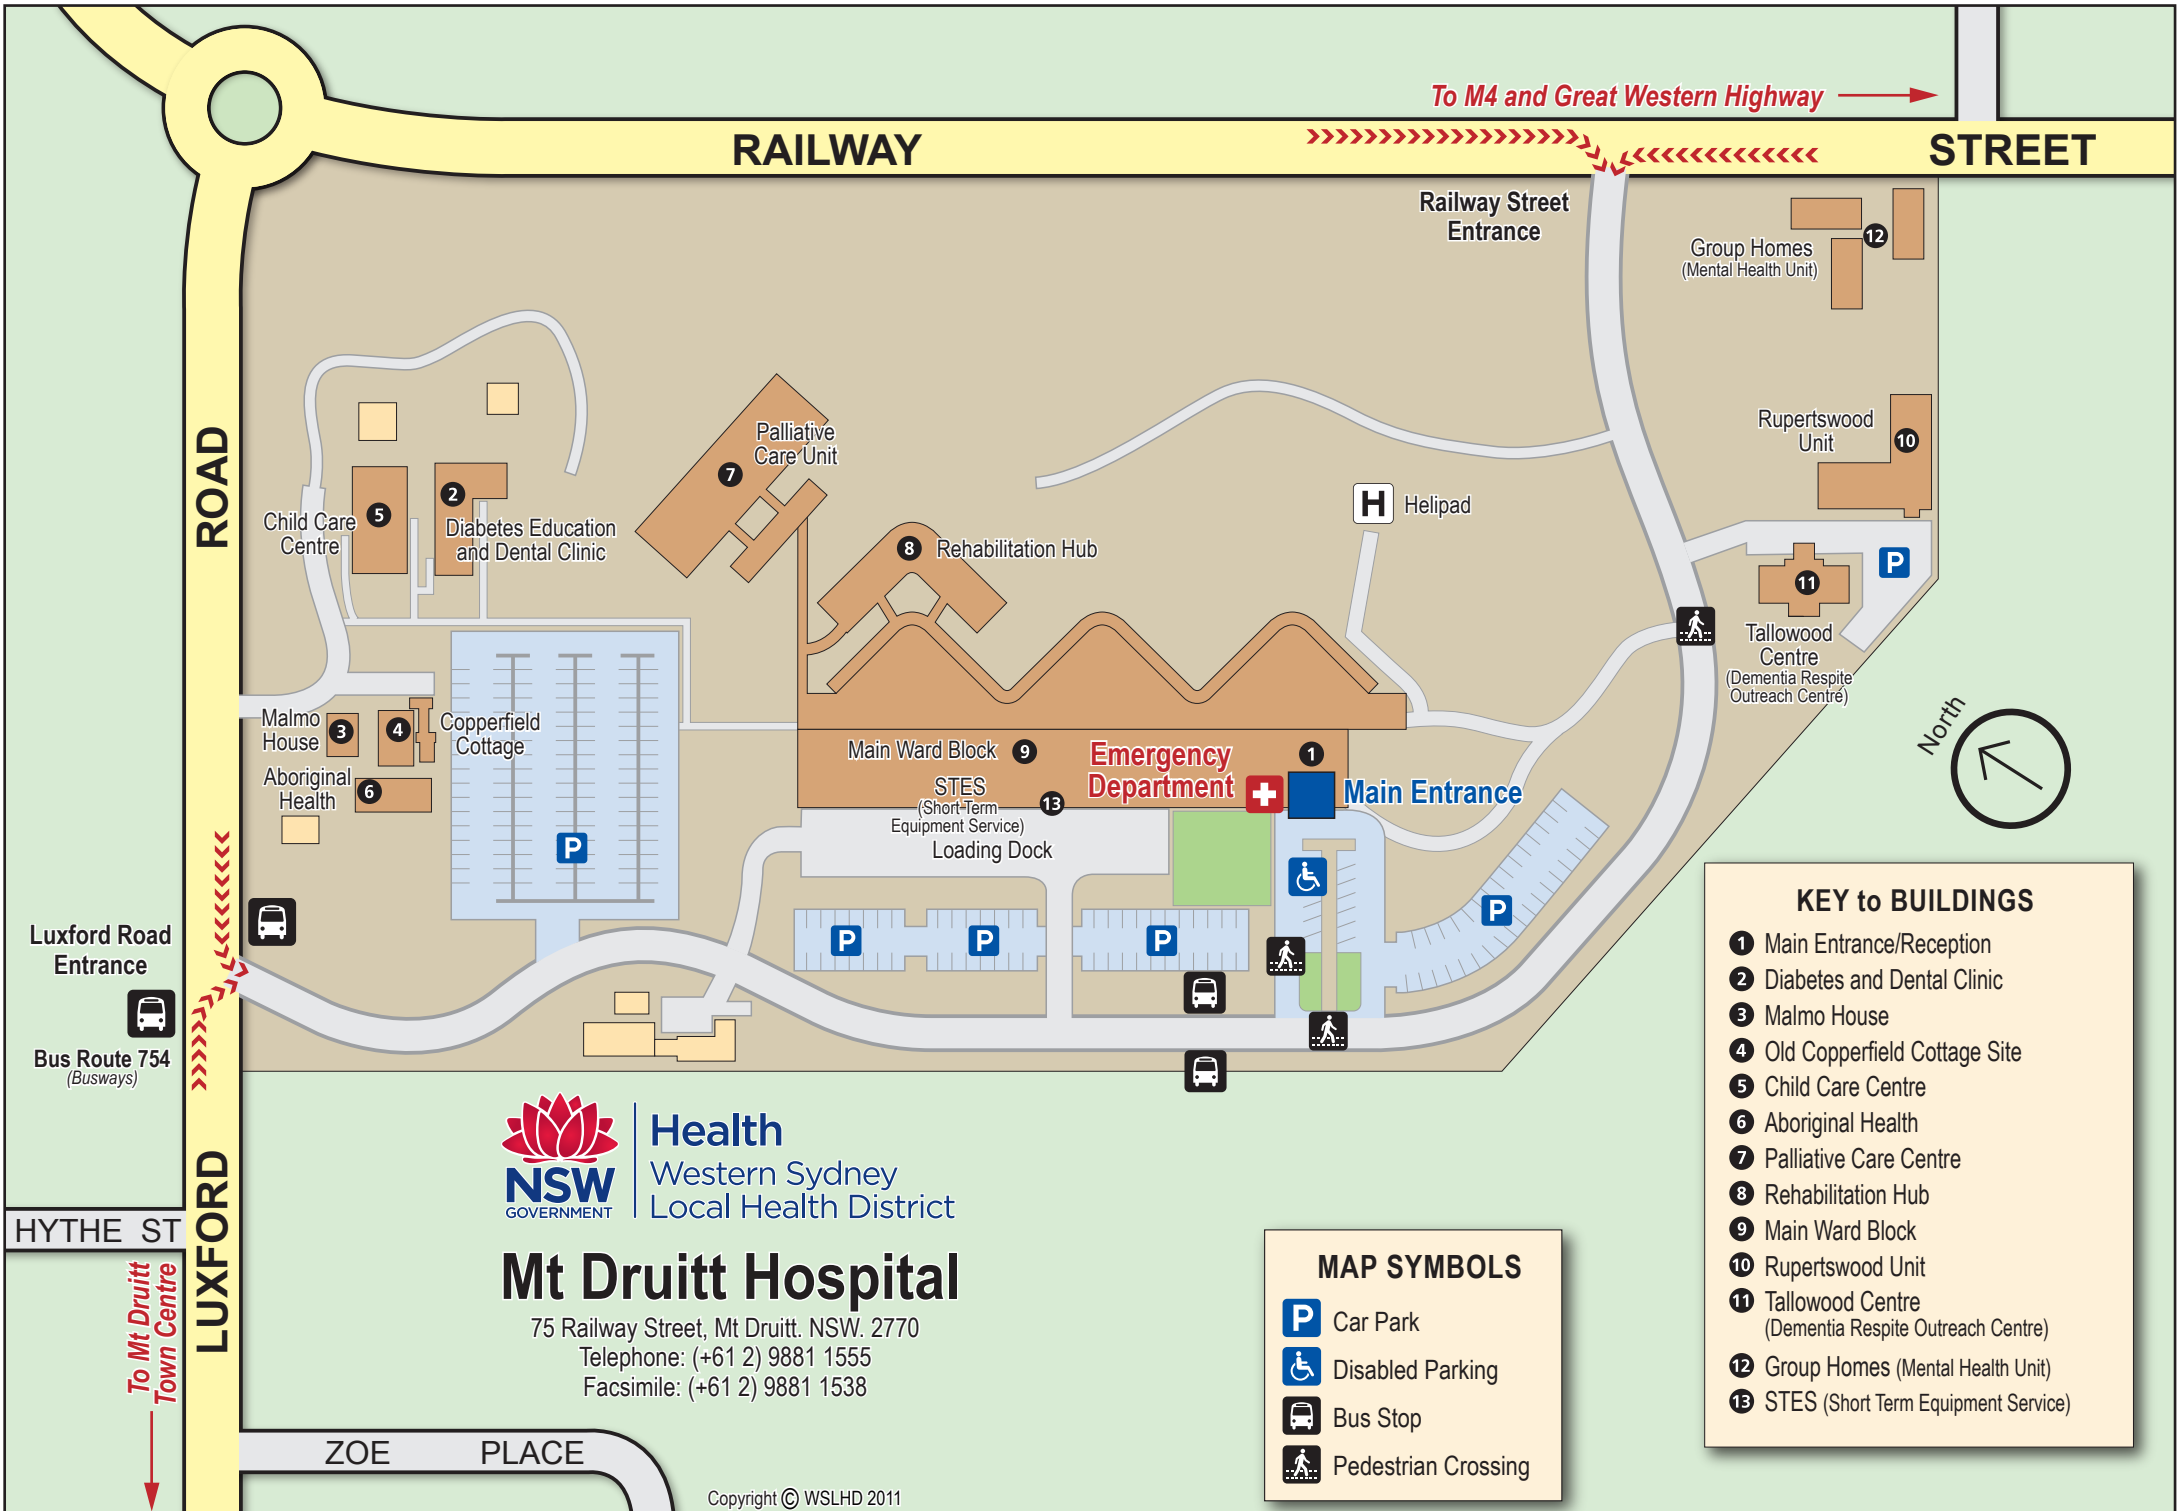 To M4 and Great Western Highway
RAILWAY
STREET
Railway Street
Entrance
Group Homes
(Mental Health Unit)
12
Palliative
Care Unit
7
Rupertswood
Unit
10
ROAD
Child Care
Centre
5
2
Diabetes Education
and Dental Clinic
H
Helipad
8
Rehabilitation Hub
P
11
Tallowood
Centre
(Dementia Respite
Outreach Centre)
Malmo
House
3
4
Copperfield
Cottage
Aboriginal
Health
6
Main Ward Block
9
Emergency
Department
1
Main Entrance
STES
(Short Term
Equipment Service)
13
Loading Dock
North
P
P
P
P
P
Luxford Road
Entrance
Bus Route 754
(Busways)
LUXFORD
HYTHE ST
To Mt Druitt
Town Centre
ZOE PLACE
NSW
GOVERNMENT
Health
Western Sydney
Local Health District
Mt Druitt Hospital
75 Railway Street, Mt Druitt. NSW. 2770
Telephone: (+61 2) 9881 1555
Facsimile: (+61 2) 9881 1538
Copyright © WSLHD 2011
MAP SYMBOLS
P Car Park
Disabled Parking
Bus Stop
Pedestrian Crossing
KEY to BUILDINGS
1 Main Entrance/Reception
2 Diabetes and Dental Clinic
3 Malmo House
4 Old Copperfield Cottage Site
5 Child Care Centre
6 Aboriginal Health
7 Palliative Care Centre
8 Rehabilitation Hub
9 Main Ward Block
10 Rupertswood Unit
11 Tallowood Centre
(Dementia Respite Outreach Centre)
12 Group Homes (Mental Health Unit)
13 STES (Short Term Equipment Service)